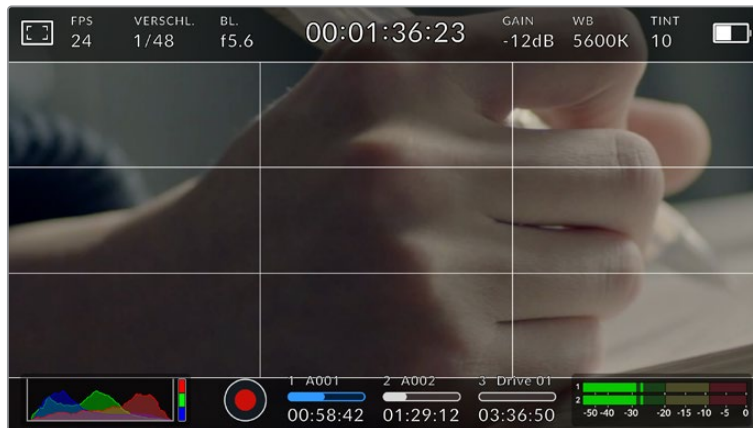 FPS VERSCHL. BL. 00:01:36:23 GAIN WB TINT
24 1/48 f5.6 -12dB 5600K 10
1 A001 2 A002 3 Drive 01
00:58:42 01:29:12 03:36:50
1
2
-50 -40 -30 -20 -15 -10 -5 0